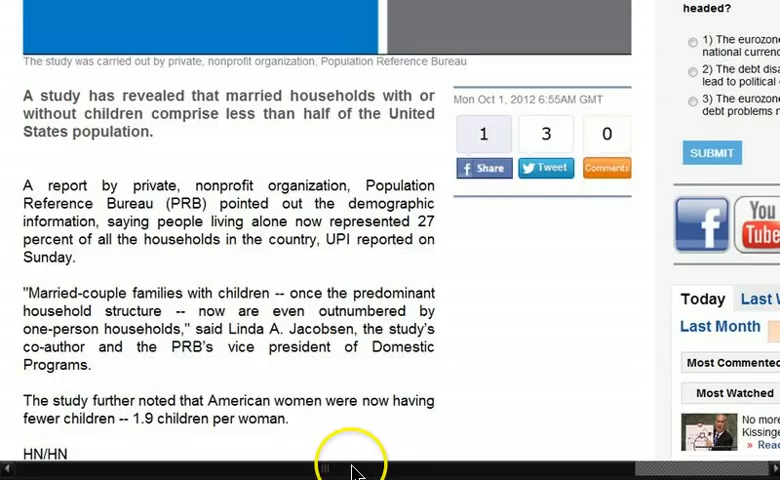 The study was carried out by private, nonprofit organization, Population Reference Bureau
A study has revealed that married households with or
without children comprise less than half of the United
States population.
A report by private, nonprofit organization, Population
Reference Bureau (PRB) pointed out the demographic
information, saying people living alone now represented 27
percent of all the households in the country, UPI reported on
Sunday.
"Married-couple families with children -- once the predominant
household structure -- now are even outnumbered by
one-person households," said Linda A. Jacobsen, the study's
co-author and the PRB's vice president of Domestic
Programs.
The study further noted that American women were now having
fewer children -- 1.9 children per woman.
HN/HN
Mon Oct 1, 2012 6:55AM GMT
1 3 0
f Share Tweet Comments
headed?
1) The eurozone
national
2) The debt
lead to political
3) The eurozone
debt problems
SUBMIT
f You
Tube
Today Last
Last Month
Most Commented
Most Watched
No more
Kissinge
»